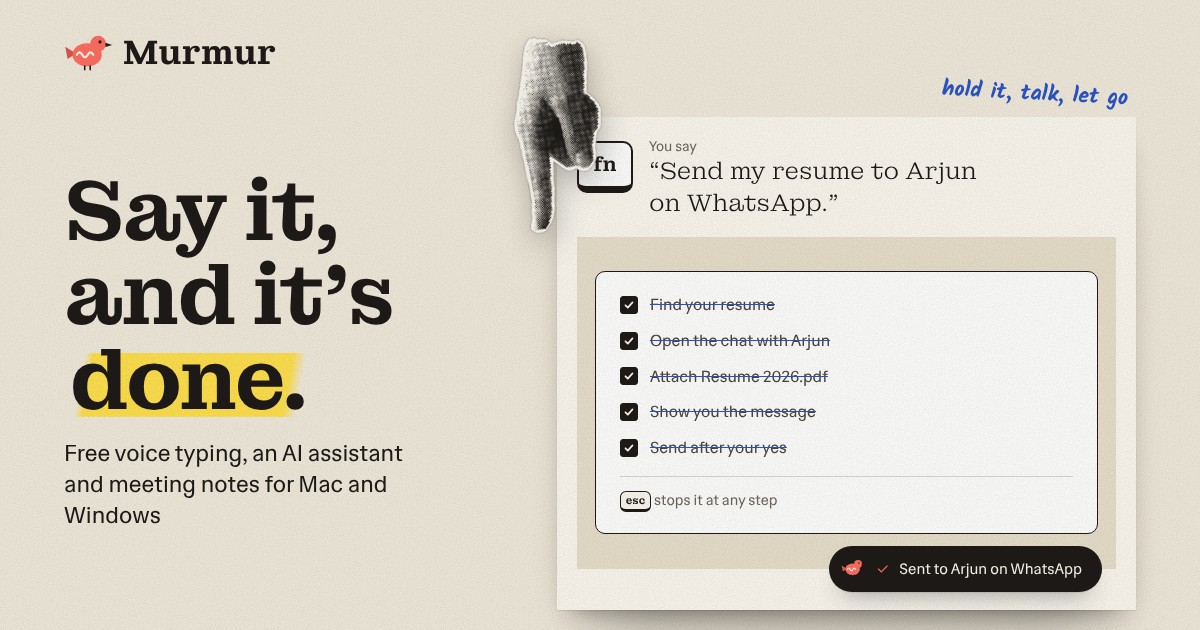 Murmur
Say it,
and it’s
done.
Free voice typing, an AI assistant
and meeting notes for Mac and
Windows
hold it, talk, let go
fn
You say
“Send my resume to Arjun
on WhatsApp.”
Find your resume
Open the chat with Arjun
Attach Resume 2026.pdf
Show you the message
Send after your yes
esc stops it at any step
Sent to Arjun on WhatsApp